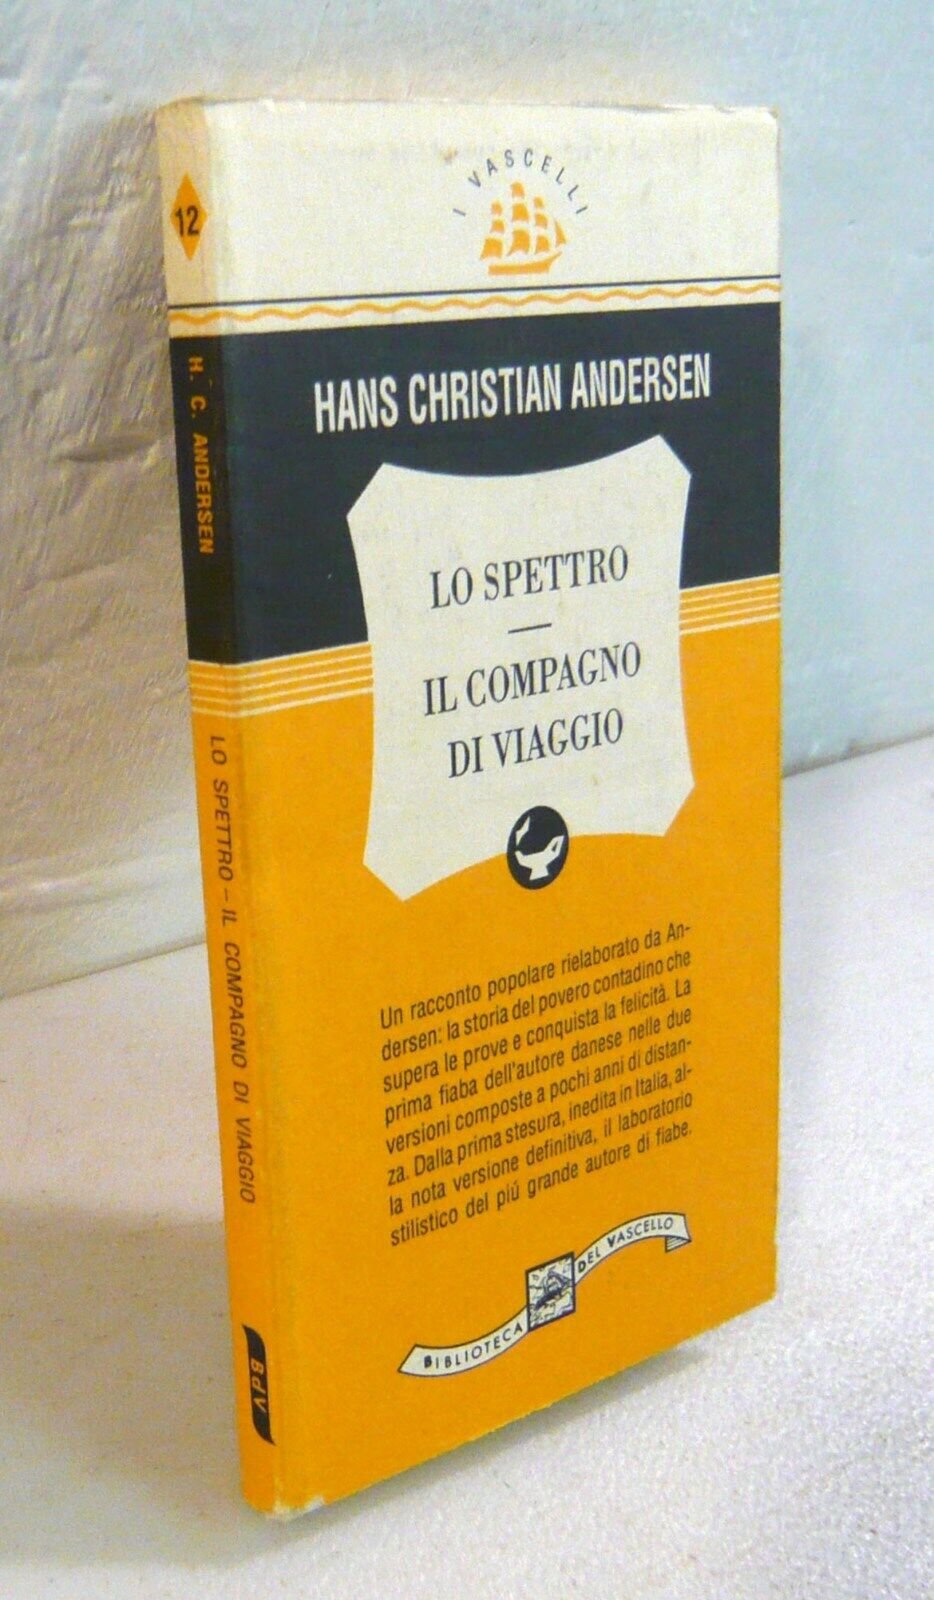 I VASCELLI
HANS CHRISTIAN ANDERSEN
LO SPETTRO
IL COMPAGNO
DI VIAGGIO
Un racconto popolare rielaborato da An-
dersen: la storia del povero contadino che
supera le prove e conquista la felicità. La
prima fiaba dell'autore danese nelle due
versioni composte a pochi anni di distan-
za. Dalla prima stesura, inedita in Italia, al-
la nota versione definitiva, il laboratorio
stilistico del piú grande autore di fiabe.
BIBLIOTECA DEL VASCELLO
12
H. C. ANDERSEN
LO SPETTRO – IL COMPAGNO DI VIAGGIO
BdV